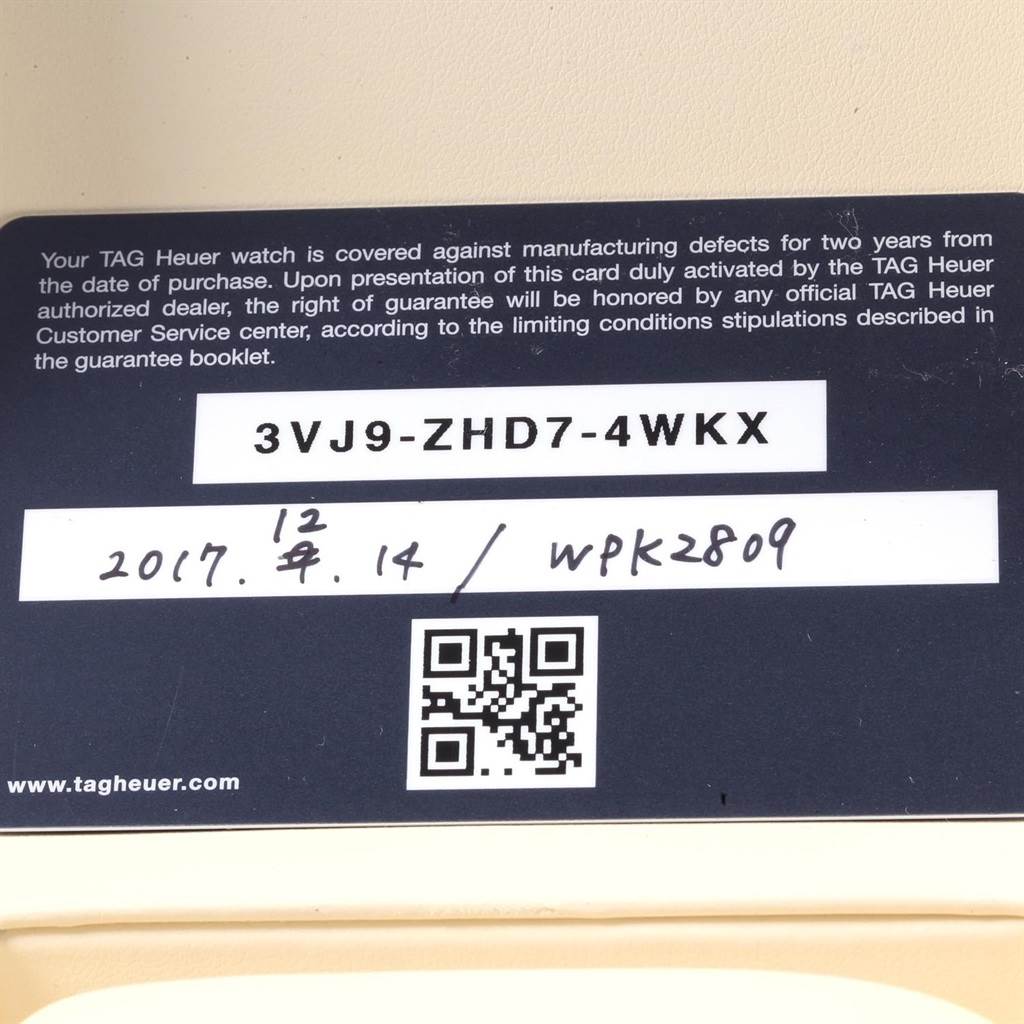 Your TAG Heuer watch is covered against manufacturing defects for two years from
the date of purchase. Upon presentation of this card duly activated by the TAG Heuer
authorized dealer, the right of guarantee will be honored by any official TAG Heuer
Customer Service center, according to the limiting conditions stipulations described in
the guarantee booklet.
3VJ9-ZHD7-4WKX
12
2017. . 14 / WPK2809
www.tagheuer.com